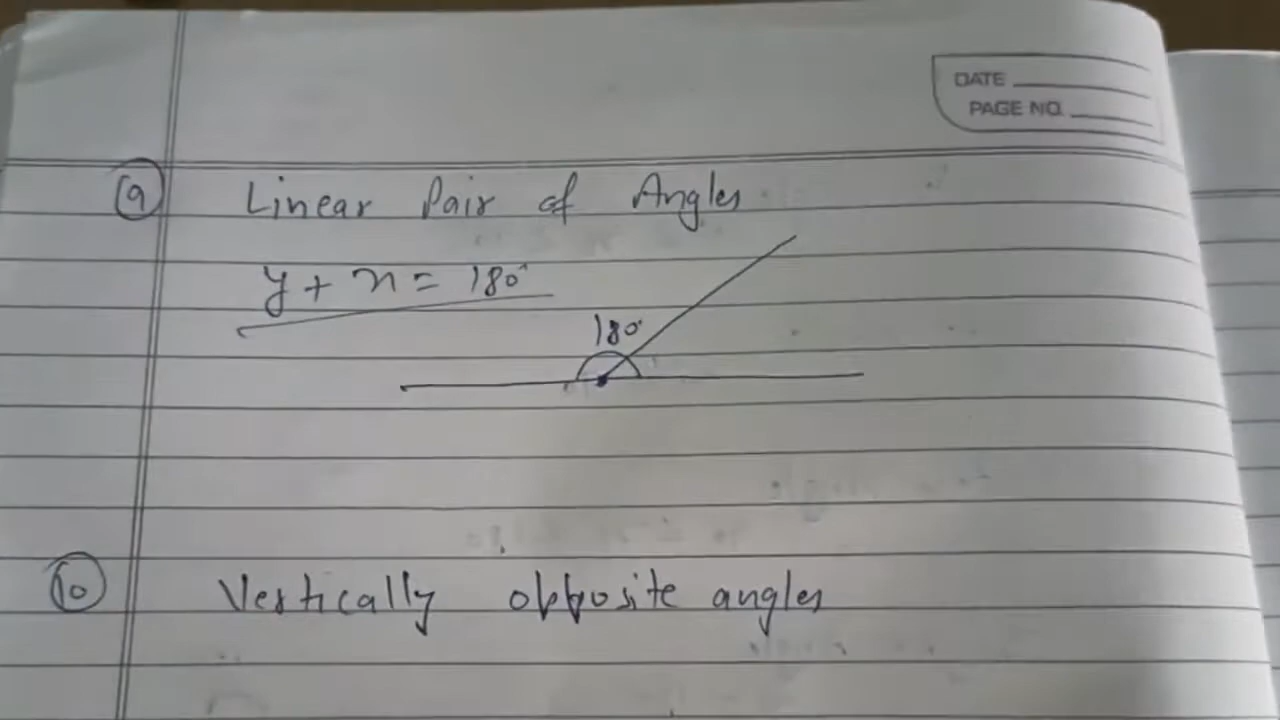 DATE
PAGE NO.
9 Linear Pair of Angles
y + x = 180°
180°
10 Vertically opposite angles